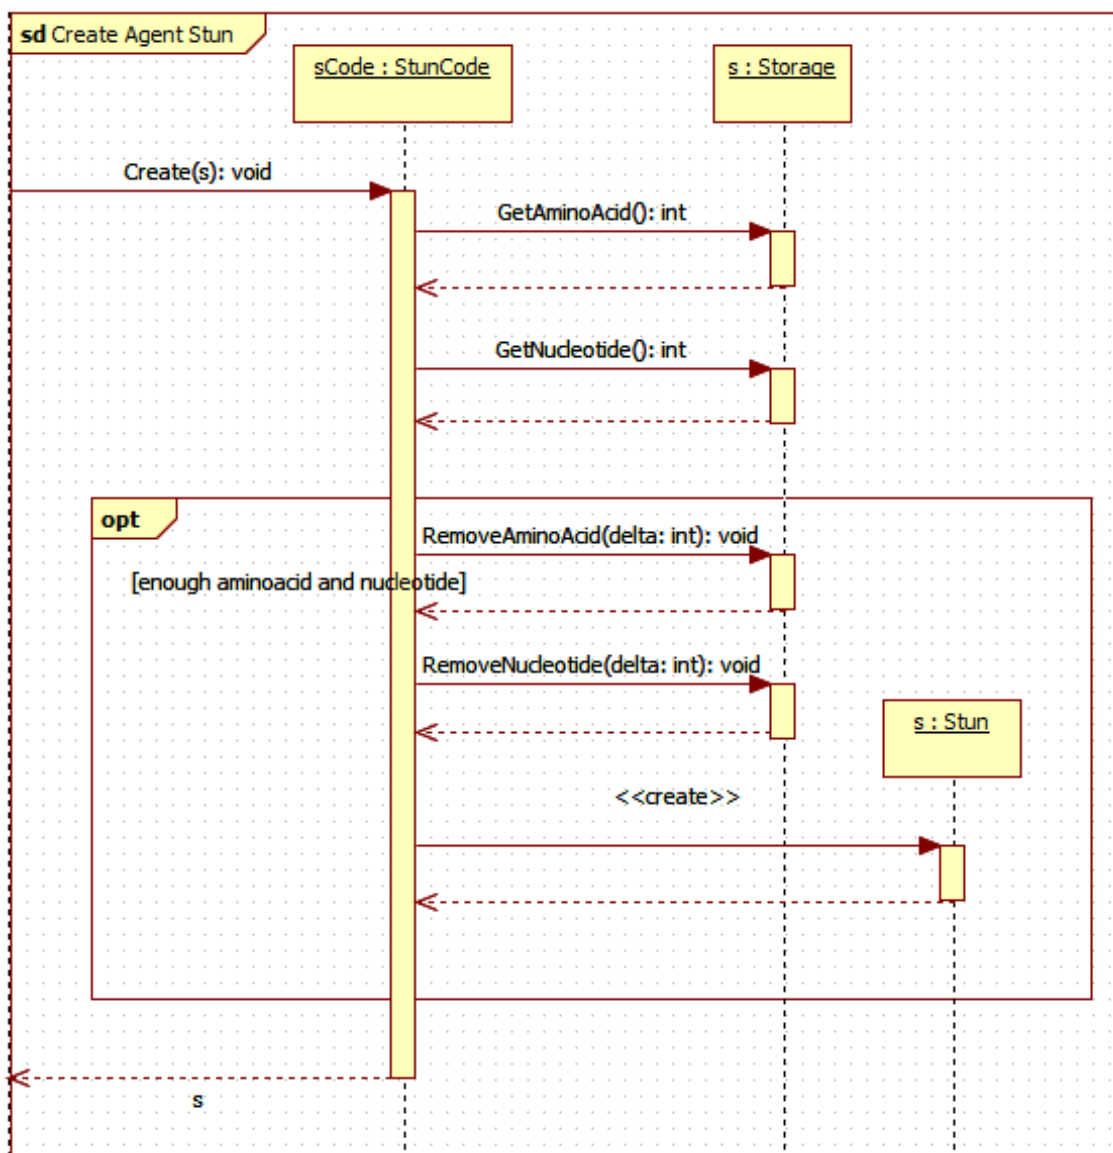 sd Create Agent Stun
sCode : StunCode
s : Storage
Create(s): void
GetAminoAcid(): int
GetNucleotide(): int
opt
RemoveAminoAcid(delta: int): void
[enough aminoacid and nucleotide]
RemoveNucleotide(delta: int): void
s : Stun
<<create>>
s